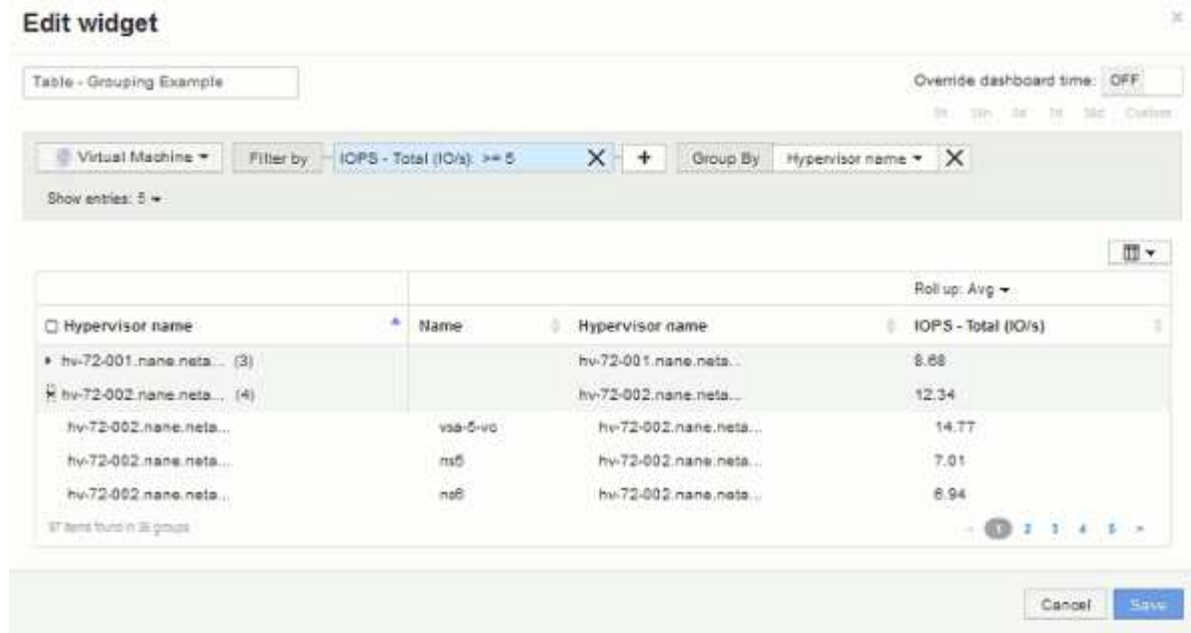 Edit widget
Table - Grouping Example
Override dashboard time: OFF
Custom
Virtual Machine
Filter by
IOPS - Total (IO/s): >= 5
+
Group By
Hypervisor name
Show entries: 5
Roll up: Avg
Hypervisor name Name Hypervisor name IOPS - Total (IO/s)
hv-72-001.nane.neta... (3) hv-72-001.nane.neta... 8.68
hv-72-002.nane.neta... (4) hv-72-002.nane.neta... 12.34
hv-72-002.nane.neta... vsa-5-vc hv-72-002.nane.neta... 14.77
hv-72-002.nane.neta... ns5 hv-72-002.nane.neta... 7.01
hv-72-002.nane.neta... ns6 hv-72-002.nane.neta... 6.94
items found in groups
1 2 3 4 5
Cancel Save